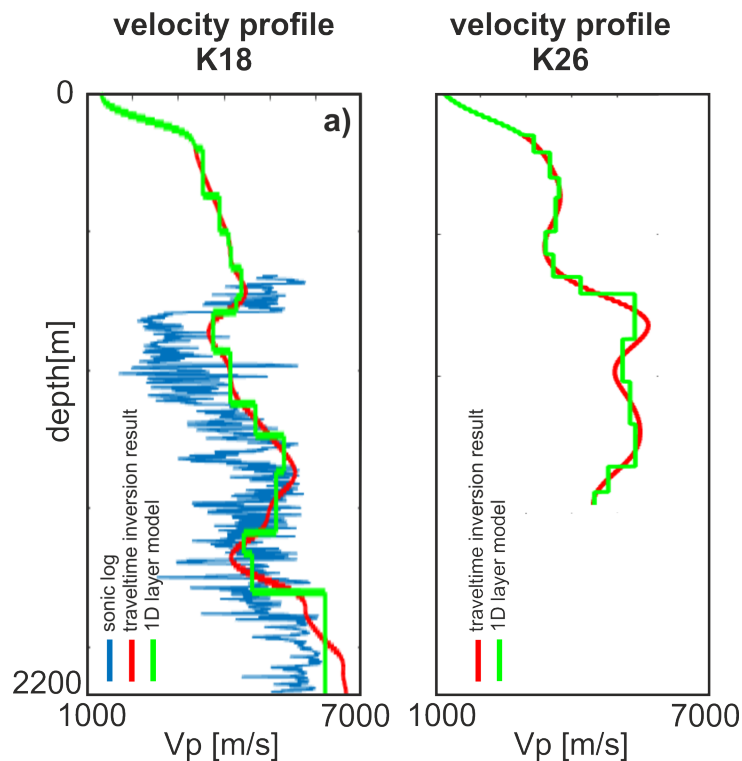 velocity profile
K18
velocity profile
K26
0
a)
depth[m]
sonic log
traveltime inversion result
1D layer model
traveltime inversion result
1D layer model
2200
1000
7000
1000
7000
Vp [m/s]
Vp [m/s]